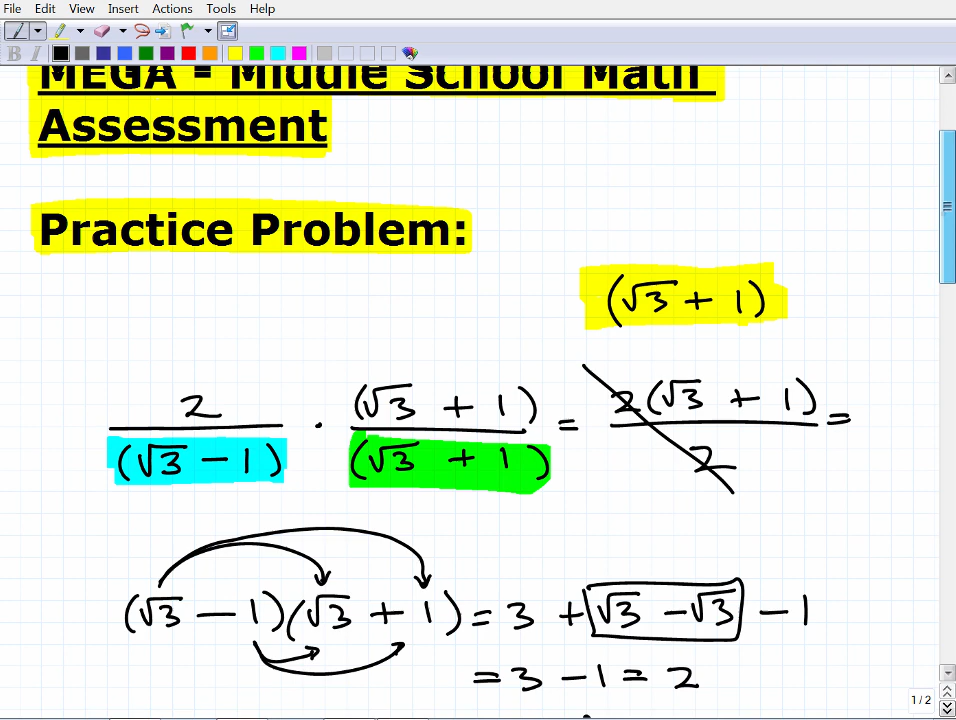 File Edit View Insert Actions Tools Help
B I
MEGA - Middle School Math
Assessment
Practice Problem:
(√3 + 1)
2/(√3 − 1) · (√3 + 1)/(√3 + 1) = 2(√3 + 1)/2 =
(√3 − 1)(√3 + 1) = 3 + √3 − √3 − 1
= 3 − 1 = 2
1 / 2